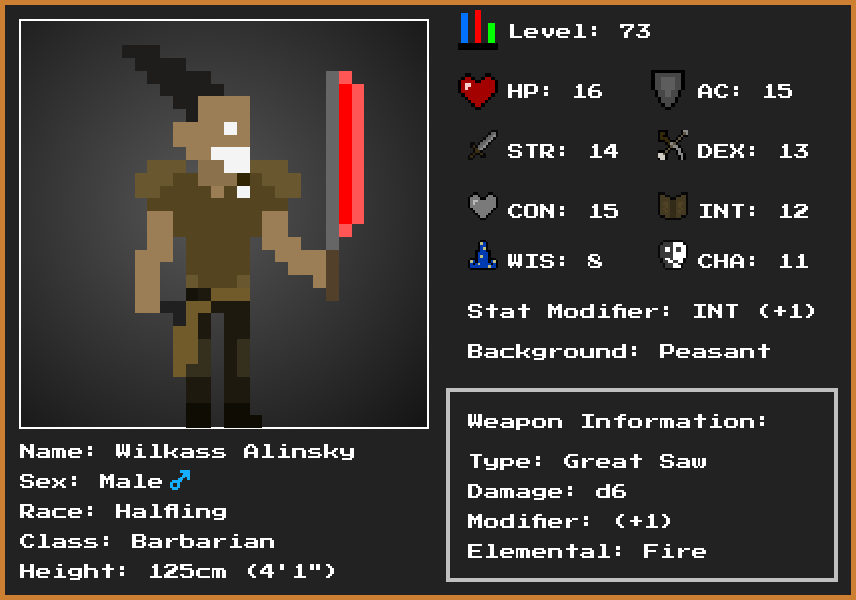 Level: 73
HP: 16 AC: 15
STR: 14 DEX: 13
CON: 15 INT: 12
WIS: 8 CHA: 11
Stat Modifier: INT (+1)
Background: Peasant
Weapon Information:
Type: Great Saw
Damage: d6
Modifier: (+1)
Elemental: Fire
Name: Wilkass Alinsky
Sex: Male ♂
Race: Halfling
Class: Barbarian
Height: 125cm (4'1")